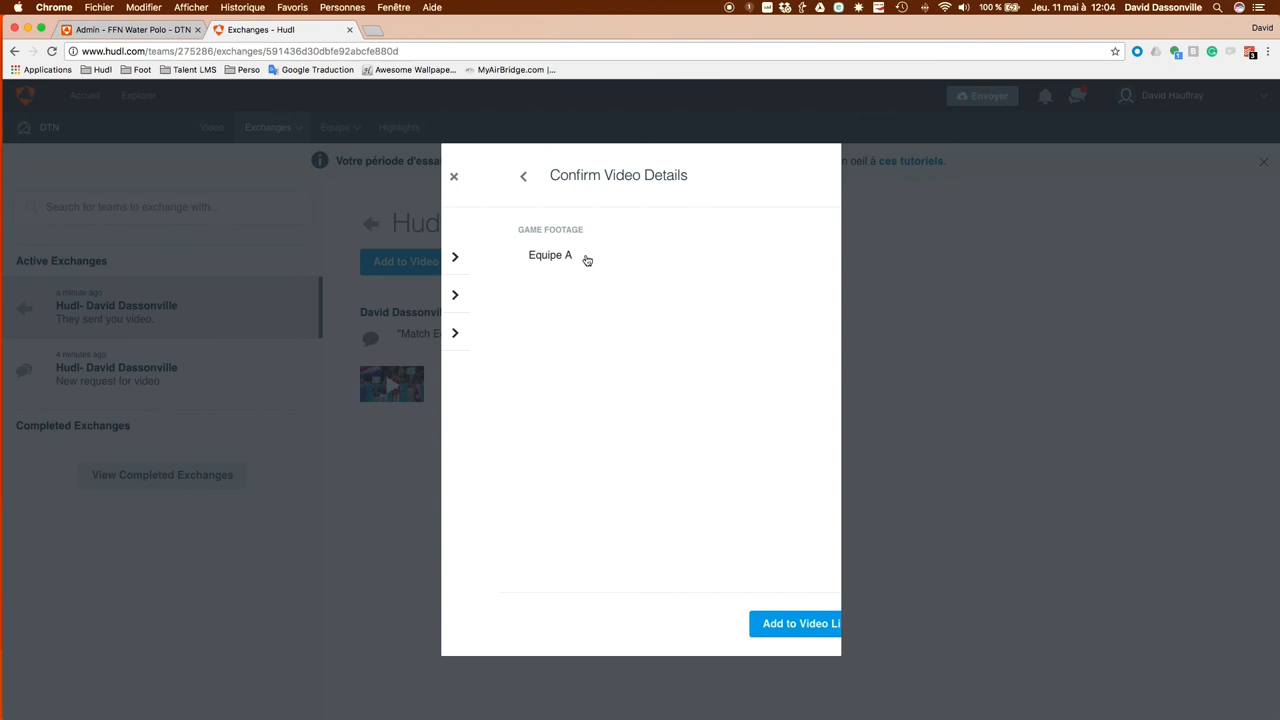 Chrome Fichier Modifier Afficher Historique Favoris Personnes Fenêtre Aide 100 % Jeu. 11 mai à 12:04 David Dassonville
Admin - FFN Water Polo - DTN Exchanges - Hudl David
www.hudl.com/teams/275286/exchanges/591436d30dbfe92abcfe880d
Applications Hudl Foot Talent LMS Perso Google Traduction Awesome Wallpape... MyAirBridge.com |...
Accueil Explorer Envoyer David Hauffray
DTN Video Exchanges Équipe Highlights
Votre période d'essa
n oeil à ces tutoriels.
Confirm Video Details
GAME FOOTAGE
Equipe A
Add to Video Li
Search for teams to exchange with...
Active Exchanges
a minute ago
Hudl- David Dassonville
They sent you video.
4 minutes ago
Hudl- David Dassonville
New request for video
Completed Exchanges
View Completed Exchanges
Hud
Add to Video
David Dassonvil
"Match E